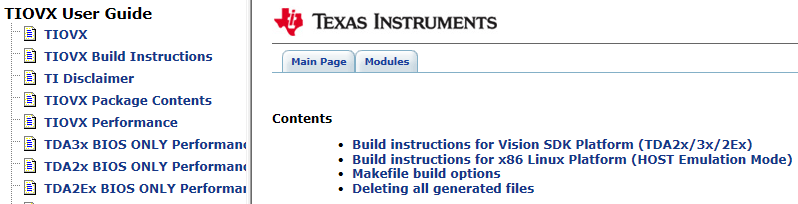 TIOVX User Guide
TIOVX
TIOVX Build Instructions
TI Disclaimer
TIOVX Package Contents
TIOVX Performance
TDA3x BIOS ONLY Performanc
TDA2x BIOS ONLY Performanc
TDA2Ex BIOS ONLY Performar
TEXAS INSTRUMENTS
Main Page
Modules
Contents
Build instructions for Vision SDK Platform (TDA2x/3x/2Ex)
Build instructions for x86 Linux Platform (HOST Emulation Mode)
Makefile build options
Deleting all generated files